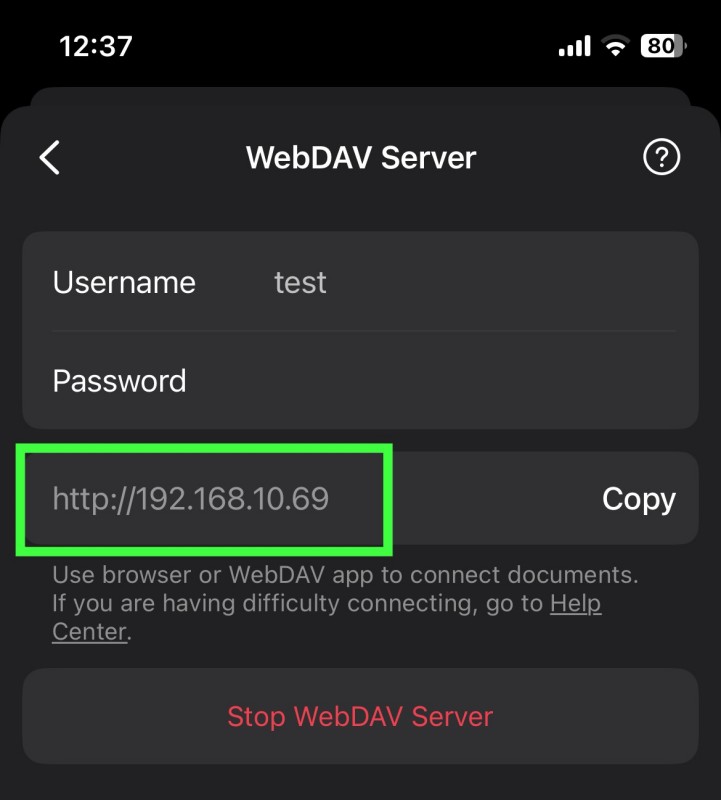 12:37
80
WebDAV Server
?
Username test
Password
http://192.168.10.69
Copy
Use browser or WebDAV app to connect documents.
If you are having difficulty connecting, go to Help
Center.
Stop WebDAV Server